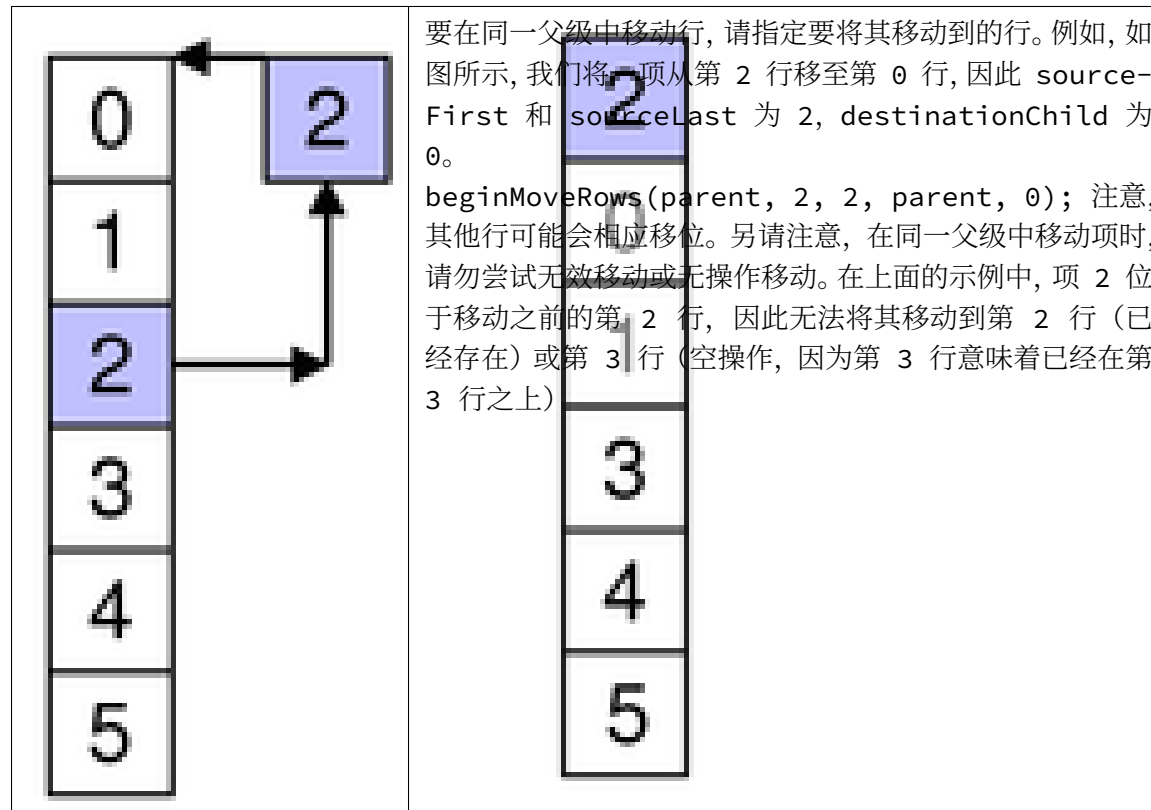 0
2
1
2
3
4
5
要在同一父级中移动行, 请指定要将其移动到的行。例如, 如
图所示, 我们将一项从第 2 行移至第 0 行, 因此 source-
First 和 sourceLast 为 2, destinationChild 为
0。
beginMoveRows(parent, 2, 2, parent, 0); 注意,
其他行可能会相应移位。另请注意, 在同一父级中移动项时,
请勿尝试无效移动或无操作移动。在上面的示例中, 项 2 位
于移动之前的第 2 行, 因此无法将其移动到第 2 行 (已
经存在) 或第 3 行 (空操作, 因为第 3 行意味着已经在第
3 行之上)
2
0
1
3
4
5